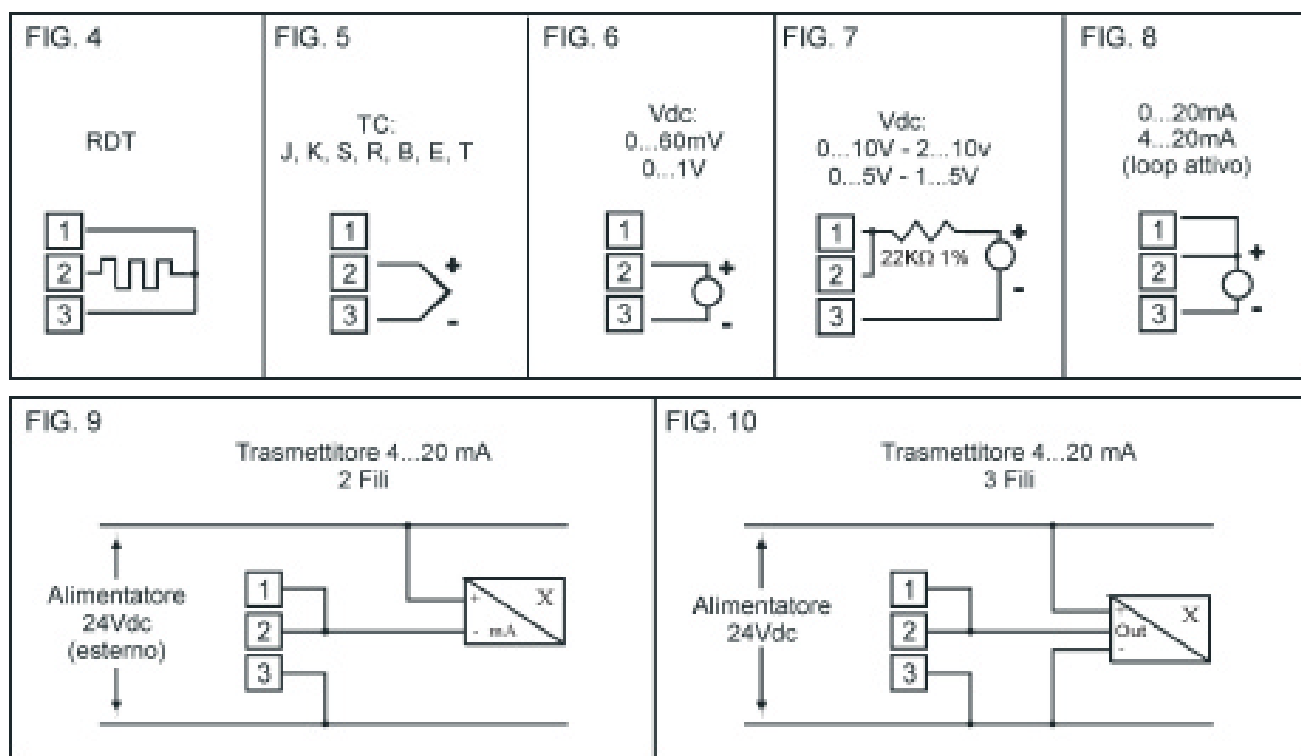 FIG. 4
RDT
1
2
3
FIG. 5
TC:
J, K, S, R, B, E, T
1
2
+
3
-
FIG. 6
Vdc:
0...60mV
0...1V
1
2
+
3
-
FIG. 7
Vdc:
0...10V - 2...10v
0...5V - 1...5V
1
+
22KΩ 1%
2
-
3
FIG. 8
0...20mA
4...20mA
(loop attivo)
1
+
2
3
-
FIG. 9
Trasmettitore 4...20 mA
2 Fili
Alimentatore
24Vdc
(esterno)
1
2
3
+ X
- mA
FIG. 10
Trasmettitore 4...20 mA
3 Fili
Alimentatore
24Vdc
1
2
3
+
Out X
-